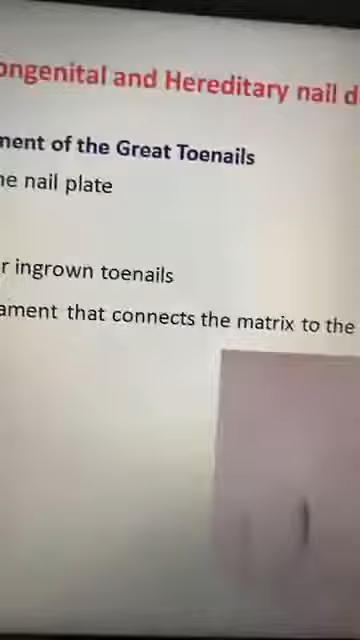 ongenital and Hereditary nail d
ment of the Great Toenails
he nail plate
r ingrown toenails
ament that connects the matrix to the